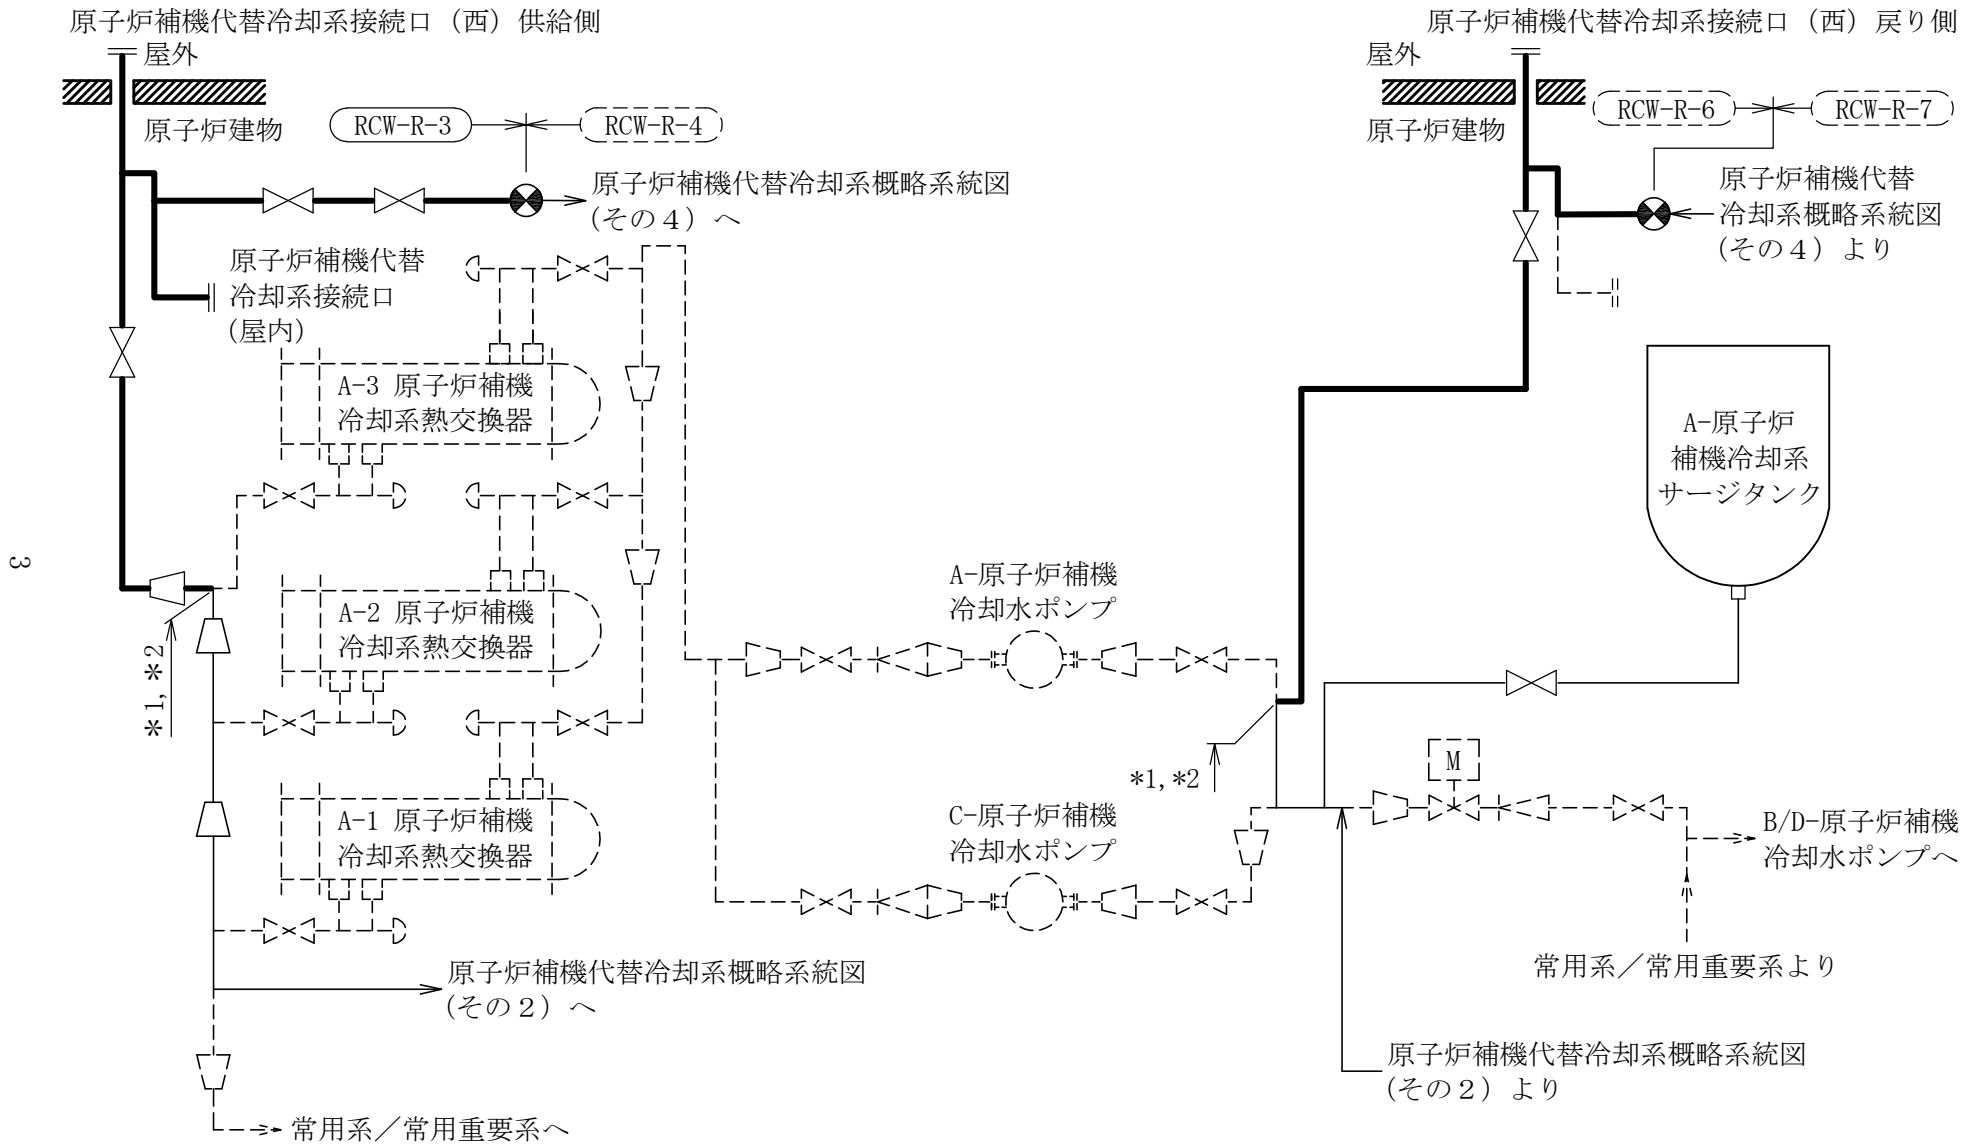 原子炉補機代替冷却系接続口（西）供給側
屋外
原子炉建物
RCW-R-3
RCW-R-4
原子炉補機代替冷却系概略系統図
(その４）へ
原子炉補機代替
冷却系接続口
(屋内)
原子炉補機代替冷却系接続口（西）戻り側
屋外
原子炉建物
RCW-R-6
RCW-R-7
原子炉補機代替
冷却系概略系統図
(その４）より
A-3 原子炉補機
冷却系熱交換器
A-2 原子炉補機
冷却系熱交換器
A-1 原子炉補機
冷却系熱交換器
*1,*2
A-原子炉補機
冷却水ポンプ
C-原子炉補機
冷却水ポンプ
*1,*2
A-原子炉
補機冷却系
サージタンク
M
B/D-原子炉補機
冷却水ポンプへ
常用系／常用重要系より
原子炉補機代替冷却系概略系統図
(その２）へ
原子炉補機代替冷却系概略系統図
(その２）より
常用系／常用重要系へ
3